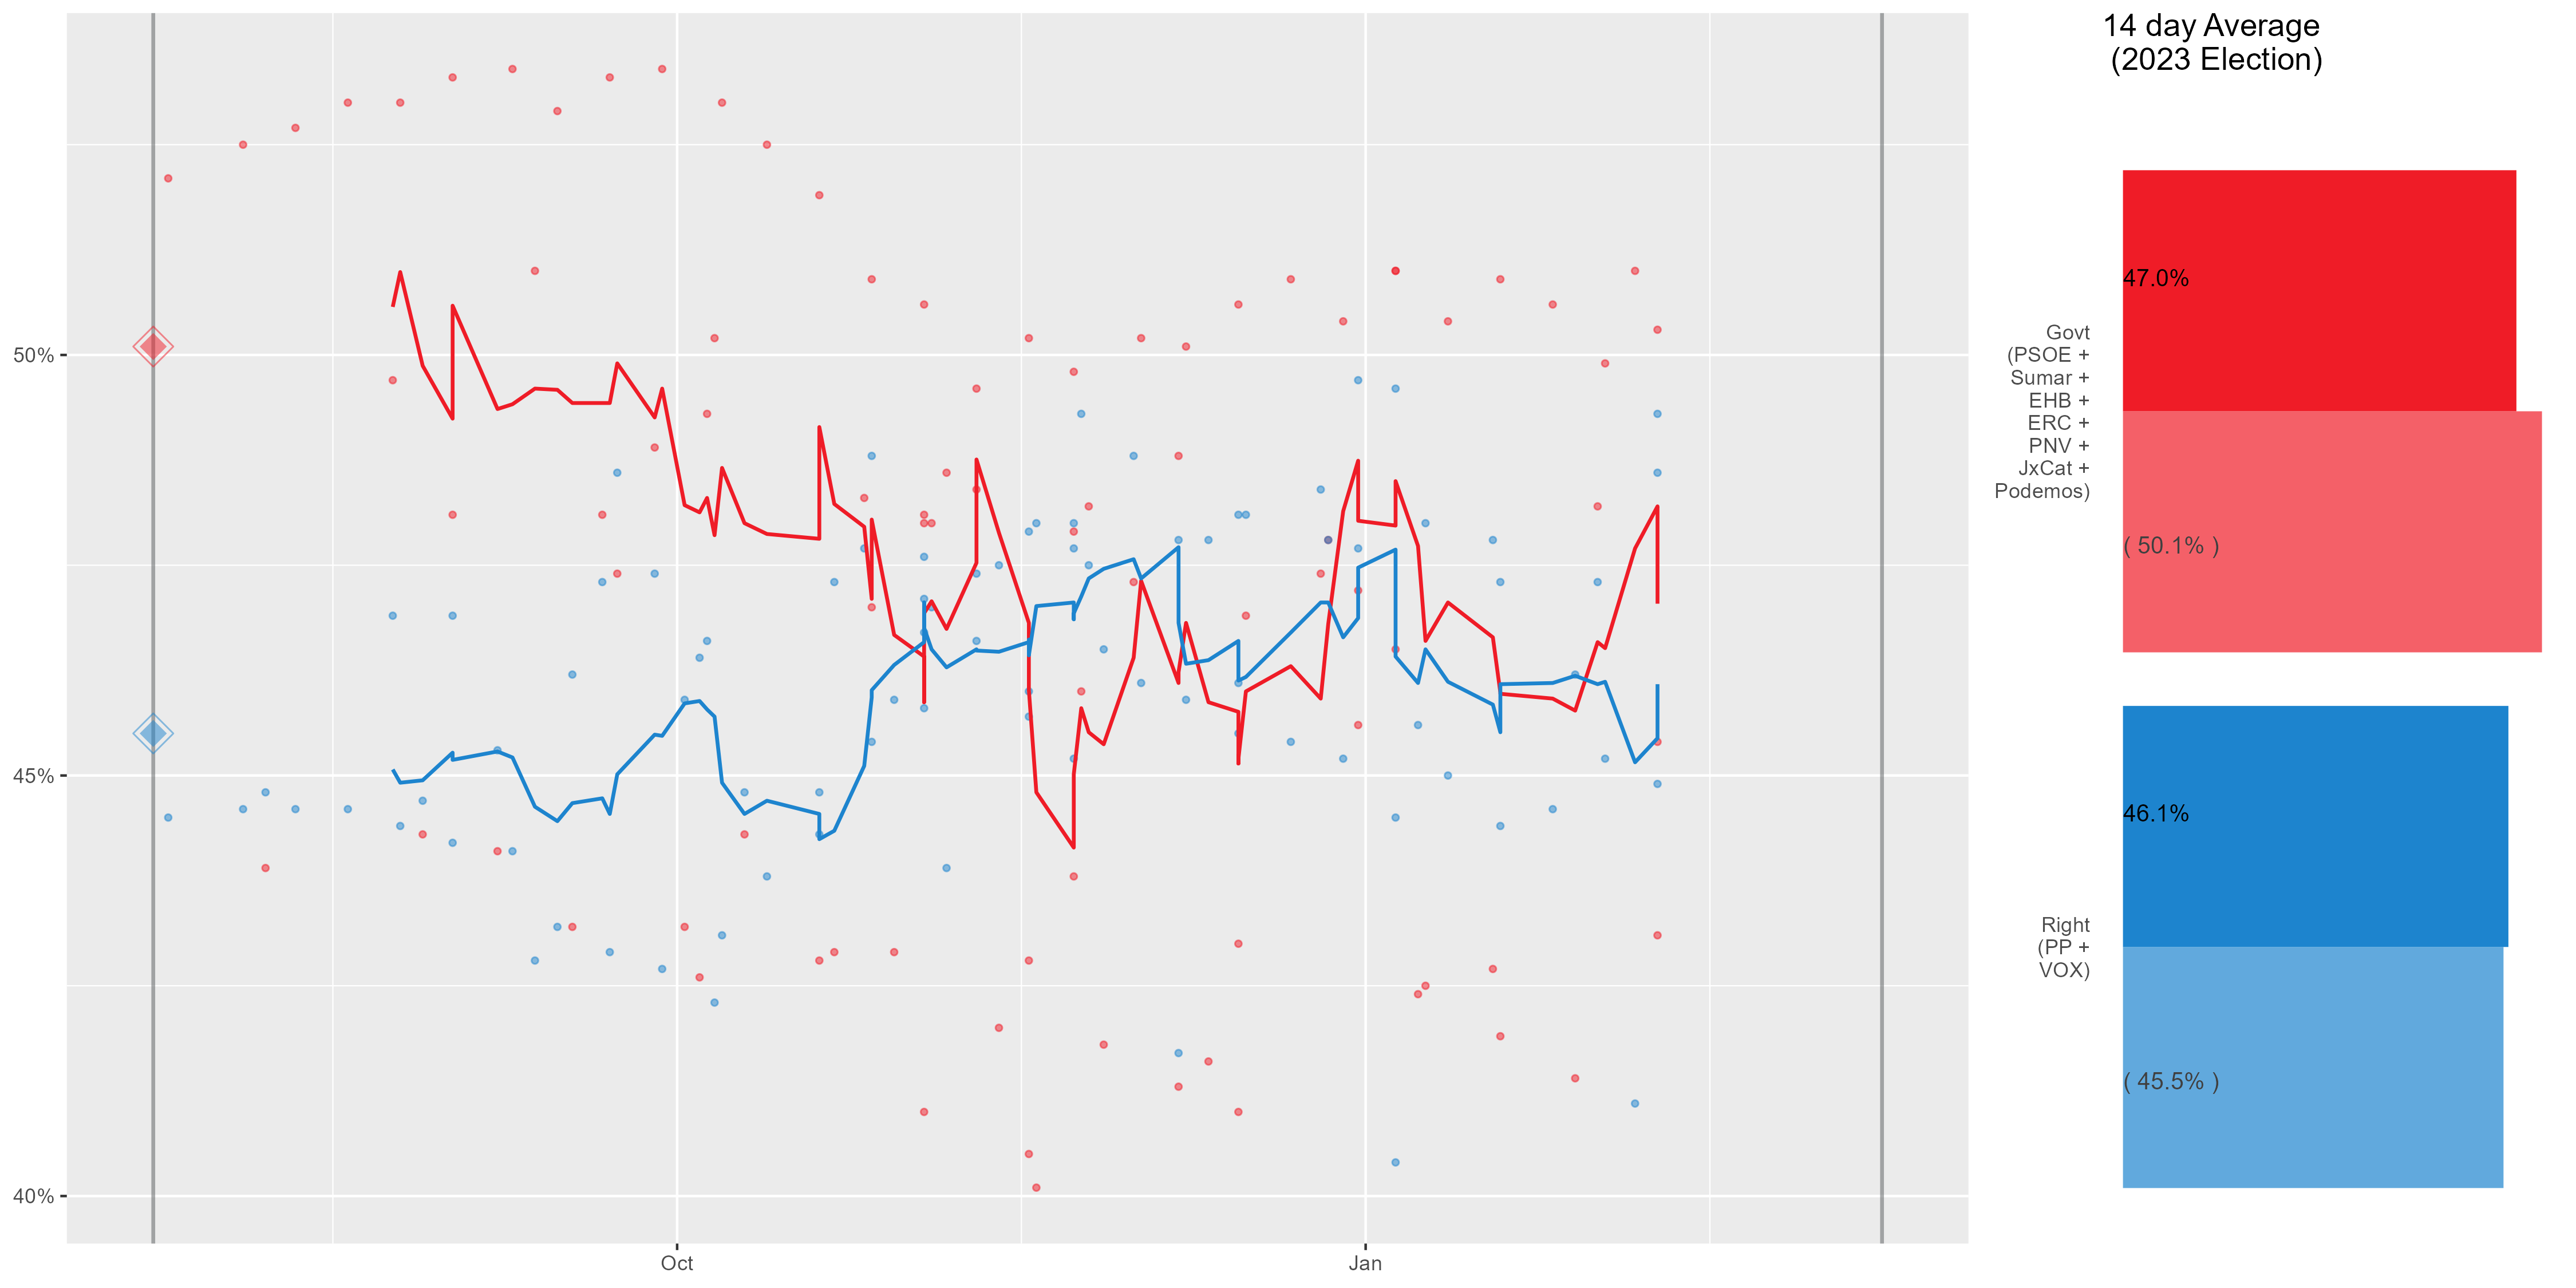 14 day Average
(2023 Election)
50%
45%
40%
Oct
Jan
Govt
(PSOE +
Sumar +
EHB +
ERC +
PNV +
JxCat +
Podemos)
47.0%
( 50.1% )
Right
(PP +
VOX)
46.1%
( 45.5% )